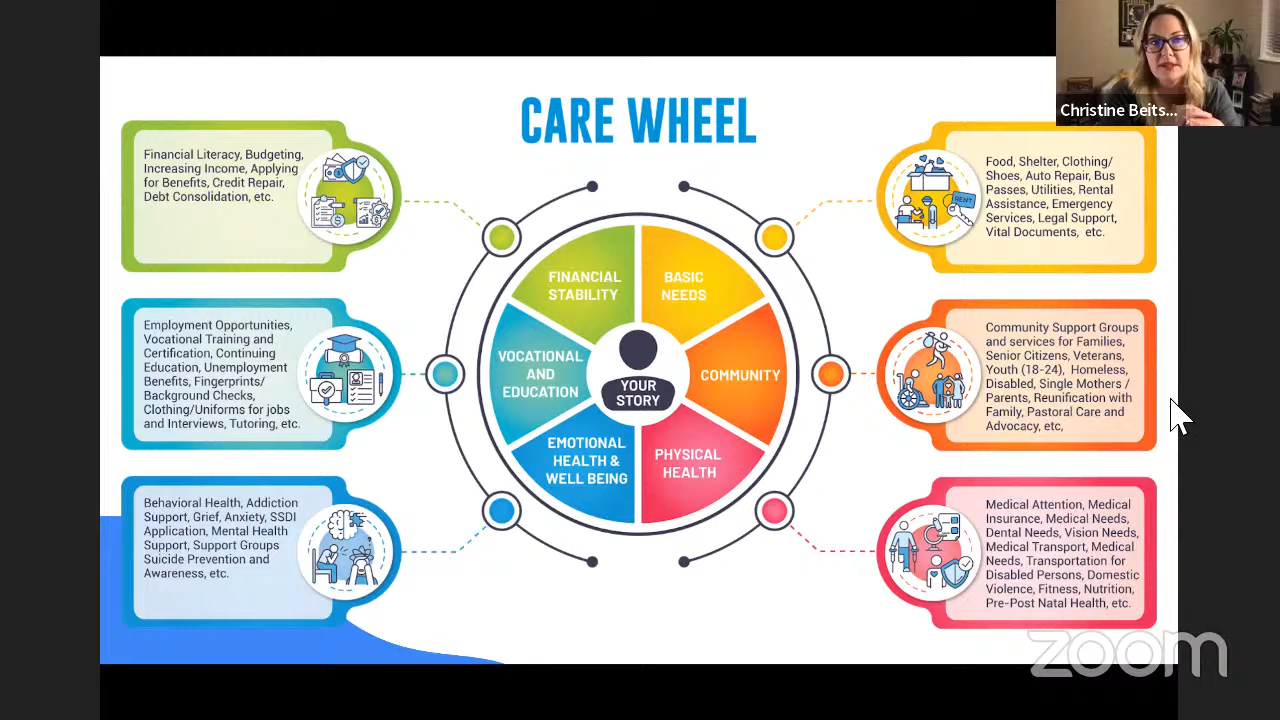 CARE WHEEL
Christine Beits...
Financial Literacy, Budgeting,
Increasing Income, Applying
for Benefits, Credit Repair,
Debt Consolidation, etc.
Food, Shelter, Clothing/
Shoes, Auto Repair, Bus
Passes, Utilities, Rental
Assistance, Emergency
Services, Legal Support,
Vital Documents, etc.
RENT
FINANCIAL
STABILITY
BASIC
NEEDS
Employment Opportunities,
Vocational Training and
Certification, Continuing
Education, Unemployment
Benefits, Fingerprints/
Background Checks,
Clothing/Uniforms for jobs
and Interviews, Tutoring, etc.
VOCATIONAL
AND
EDUCATION
YOUR
STORY
COMMUNITY
Community Support Groups
and services for Families,
Senior Citizens, Veterans,
Youth (18-24), Homeless,
Disabled, Single Mothers /
Parents, Reunification with
Family, Pastoral Care and
Advocacy, etc,
EMOTIONAL
HEALTH &
WELL BEING
PHYSICAL
HEALTH
Behavioral Health, Addiction
Support, Grief, Anxiety, SSDI
Application, Mental Health
Support, Support Groups
Suicide Prevention and
Awareness, etc.
Medical Attention, Medical
Insurance, Medical Needs,
Dental Needs, Vision Needs,
Medical Transport, Medical
Needs, Transportation for
Disabled Persons, Domestic
Violence, Fitness, Nutrition,
Pre-Post Natal Health, etc.
zoom